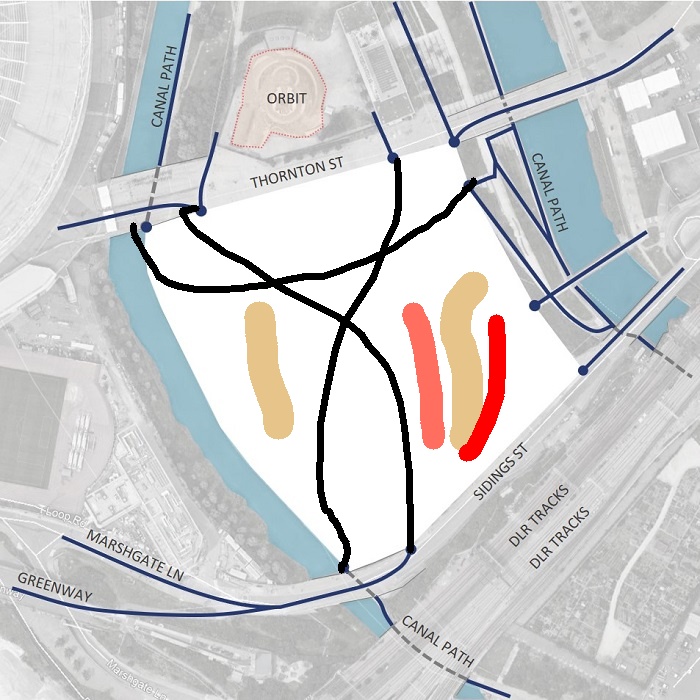 CANAL PATH
ORBIT
THORNTON ST
CANAL PATH
SIDINGS ST
DLR TRACKS
DLR TRACKS
MARSHGATE LN
GREENWAY
CANAL PATH
Marshgate Ln